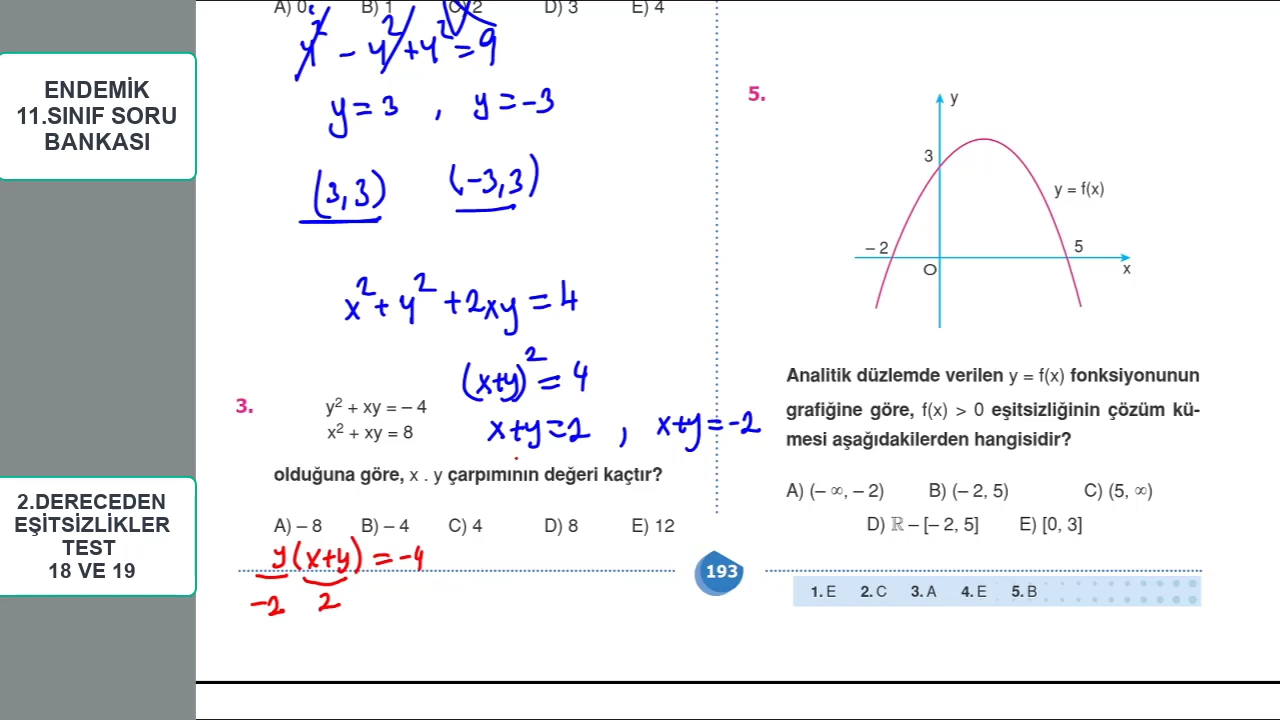 ENDEMİK
11.SINIF SORU
BANKASI
2.DERECEDEN
EŞİTSİZLİKLER
TEST
18 VE 19
A) 0 B) 1 C) 2 D) 3 E) 4
y² – y² + y² = 9
y = 3 , y = -3
(3,3) (-3,3)
x² + y² + 2xy = 4
(x+y)² = 4
x+y=2 , x+y=-2
3.
y² + xy = – 4
x² + xy = 8
olduğuna göre, x . y çarpımının değeri kaçtır?
A) – 8 B) – 4 C) 4 D) 8 E) 12
y(x+y) = -4
-2 2
193
5.
y
3
y = f(x)
– 2
5
O
x
Analitik düzlemde verilen y = f(x) fonksiyonunun
grafiğine göre, f(x) > 0 eşitsizliğinin çözüm kü-
mesi aşağıdakilerden hangisidir?
A) (– ∞, – 2) B) (– 2, 5) C) (5, ∞)
D) ℝ – [– 2, 5] E) [0, 3]
1. E 2. C 3. A 4. E 5. B